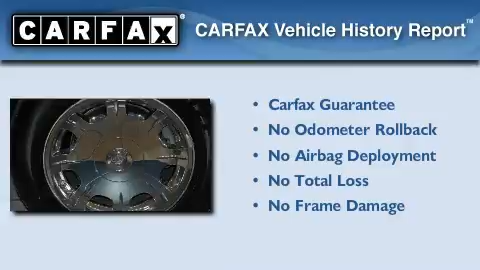 CARFAX® CARFAX Vehicle History Report™
• Carfax Guarantee
• No Odometer Rollback
• No Airbag Deployment
• No Total Loss
• No Frame Damage